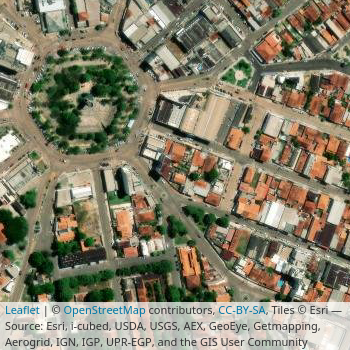 Leaflet | © OpenStreetMap contributors, CC-BY-SA, Tiles © Esri —
Source: Esri, i-cubed, USDA, USGS, AEX, GeoEye, Getmapping,
Aerogrid, IGN, IGP, UPR-EGP, and the GIS User Community